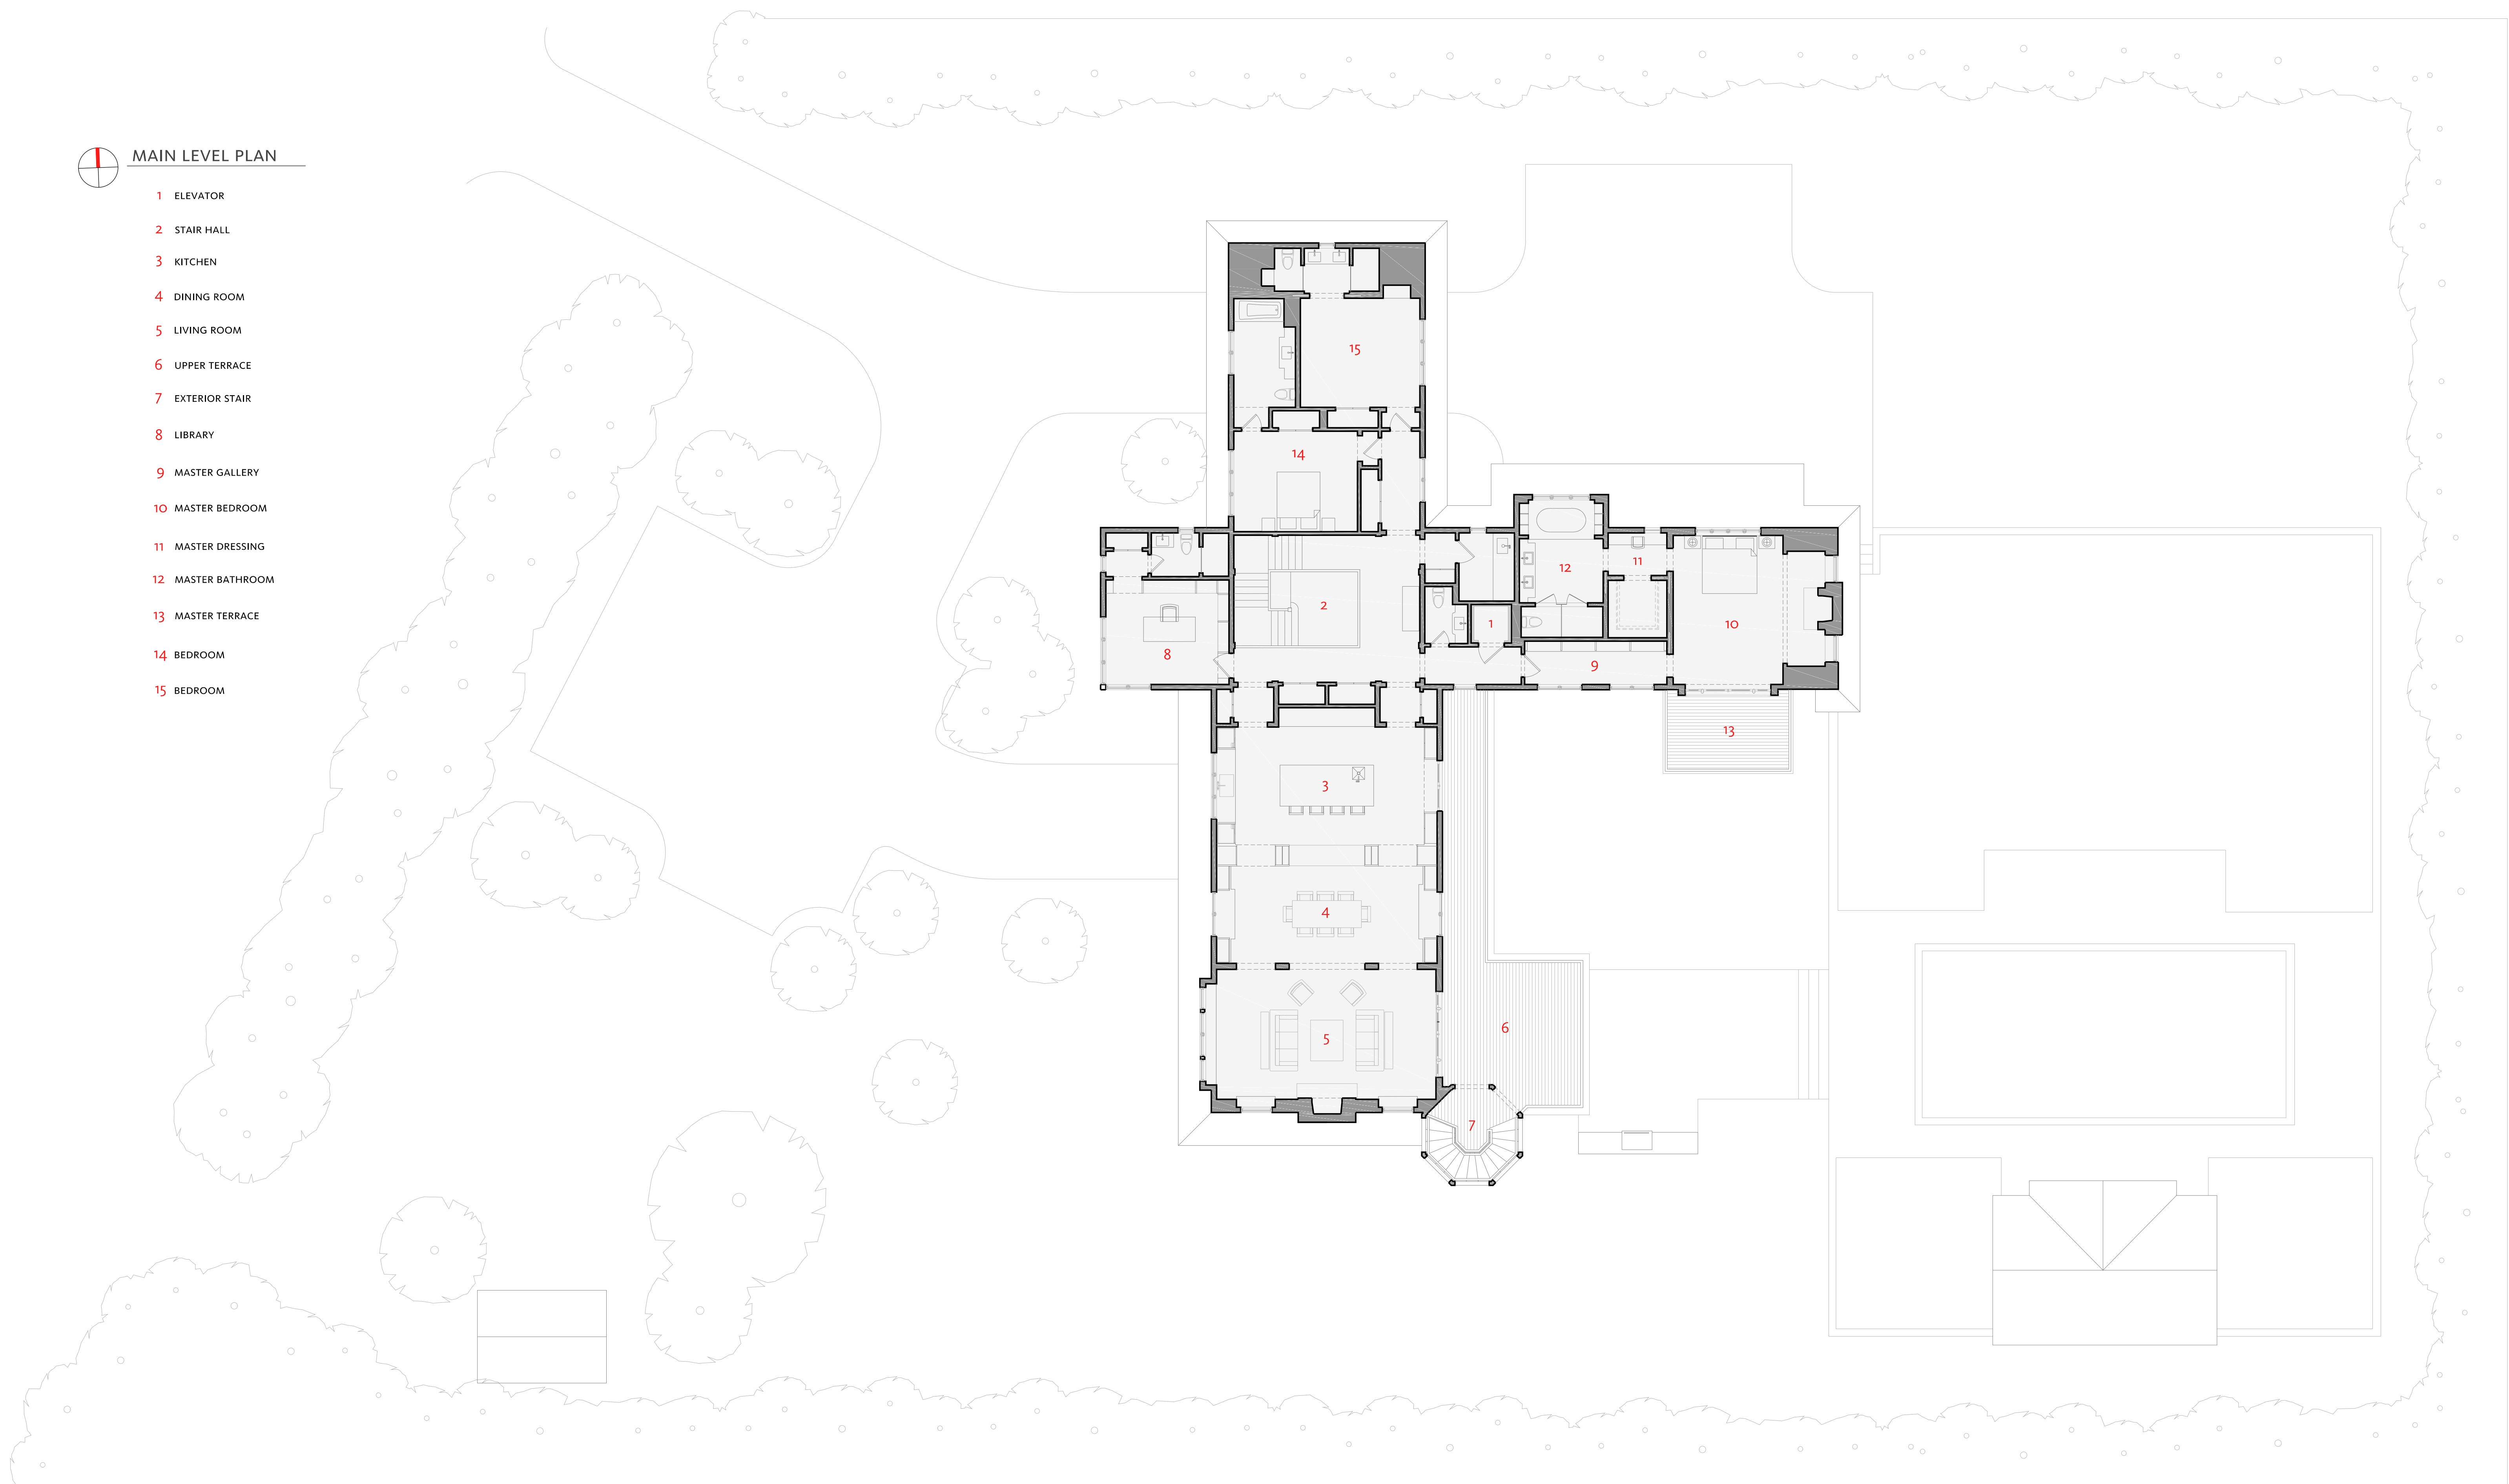 MAIN LEVEL PLAN
1 ELEVATOR
2 STAIR HALL
3 KITCHEN
4 DINING ROOM
5 LIVING ROOM
6 UPPER TERRACE
7 EXTERIOR STAIR
8 LIBRARY
9 MASTER GALLERY
10 MASTER BEDROOM
11 MASTER DRESSING
12 MASTER BATHROOM
13 MASTER TERRACE
14 BEDROOM
15 BEDROOM
15
14
12
11
2
1
10
8
9
13
3
4
6
5
7